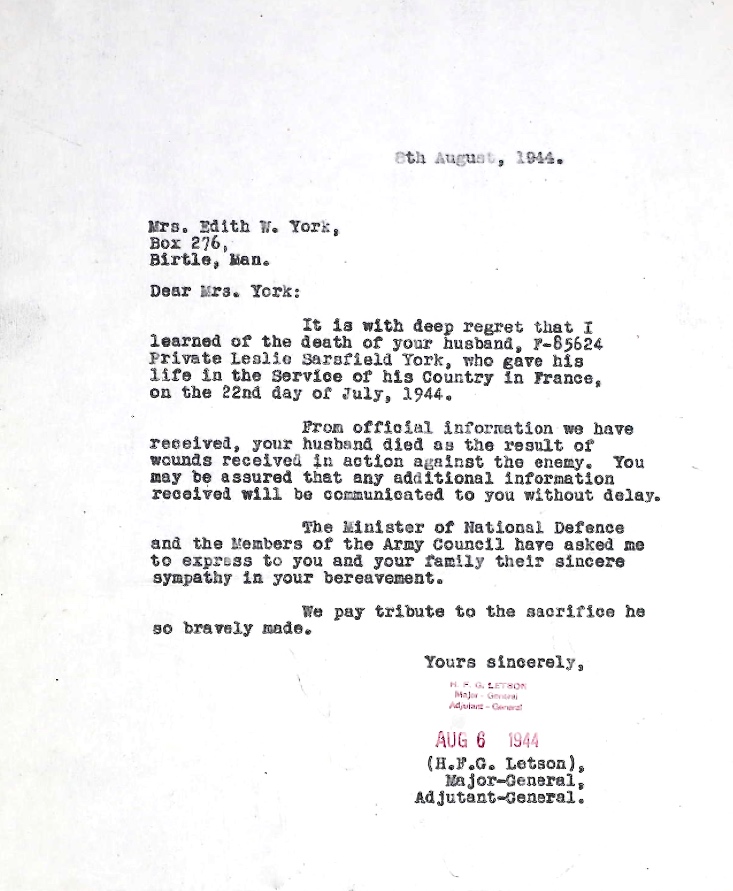 8th August, 1944.
Mrs. Edith W. York,
Box 276,
Birtle, Man.
Dear Mrs. York:
It is with deep regret that I
learned of the death of your husband, F-85624
Private Leslie Sarsfield York, who gave his
life in the Service of his Country in France,
on the 22nd day of July, 1944.
From official information we have
received, your husband died as the result of
wounds received in action against the enemy. You
may be assured that any additional information
received will be communicated to you without delay.
The Minister of National Defence
and the Members of the Army Council have asked me
to express to you and your family their sincere
sympathy in your bereavement.
We pay tribute to the sacrifice he
so bravely made.
Yours sincerely,
H. F. G. LETSON
Major - General
Adjutant - General
AUG 6 1944
(H.F.G. Letson),
Major-General,
Adjutant-General.